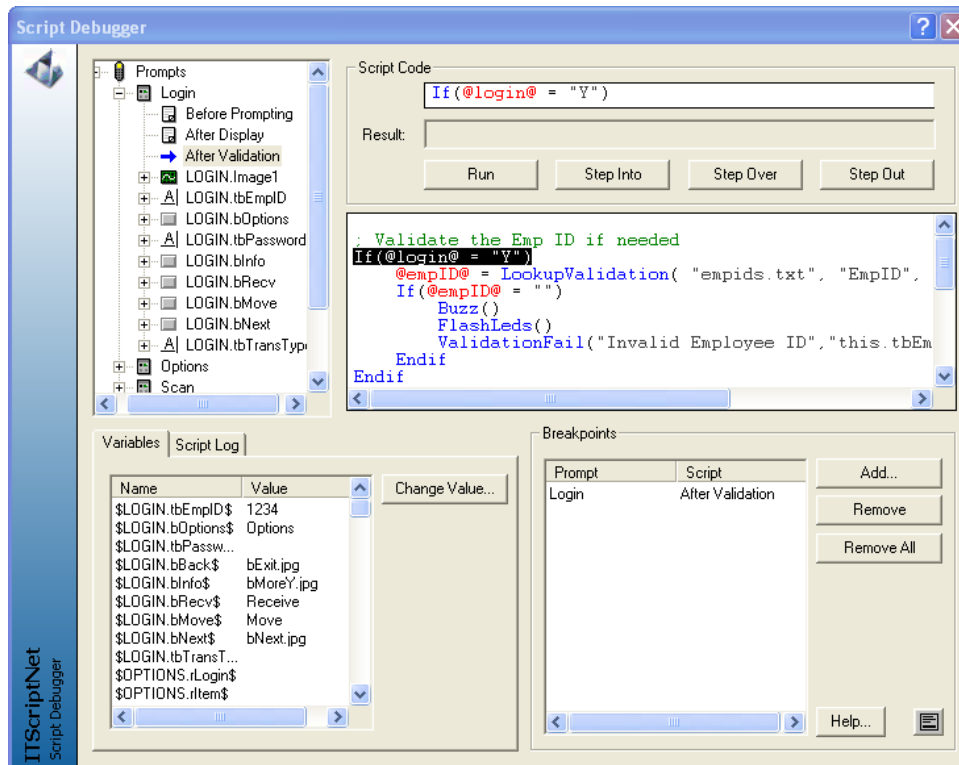 Script Debugger
Prompts
Login
Before Prompting
After Display
After Validation
LOGIN.Image1
LOGIN.tbEmpID
LOGIN.bOptions
LOGIN.tbPassword
LOGIN.bInfo
LOGIN.bRecv
LOGIN.bMove
LOGIN.bNext
LOGIN.tbTransType
Options
Scan
Script Code
If(@login@ = "Y")
Result:
Run
Step Into
Step Over
Step Out
; Validate the Emp ID if needed
If(@login@ = "Y")
@empID@ = LookupValidation( "empids.txt", "EmpID",
If(@empID@ = "")
Buzz()
FlashLeds()
ValidationFail("Invalid Employee ID","this.tbEm
Endif
Endif
Variables
Script Log
Name Value
$LOGIN.tbEmpID$ 1234
$LOGIN.bOptions$ Options
$LOGIN.tbPassw...
$LOGIN.bBack$ bExit.jpg
$LOGIN.bInfo$ bMoreY.jpg
$LOGIN.bRecv$ Receive
$LOGIN.bMove$ Move
$LOGIN.bNext$ bNext.jpg
$LOGIN.tbTransT...
$OPTIONS.rLogin$
$OPTIONS.rItem$
Change Value...
Breakpoints
Prompt Script
Login After Validation
Add...
Remove
Remove All
Help...
ITScriptNet
Script Debugger